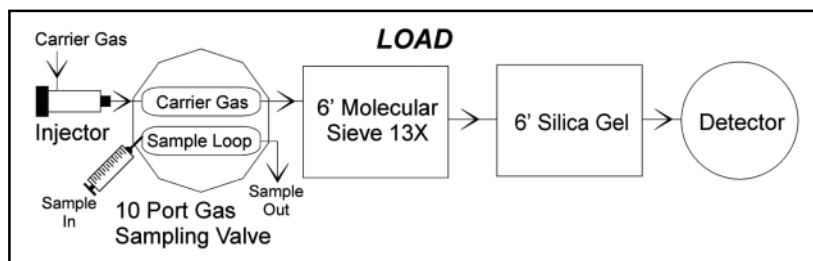 LOAD
Carrier Gas
Injector
Carrier Gas
Sample Loop
Sample
In
Sample
Out
10 Port Gas
Sampling Valve
6' Molecular
Sieve 13X
6' Silica Gel
Detector